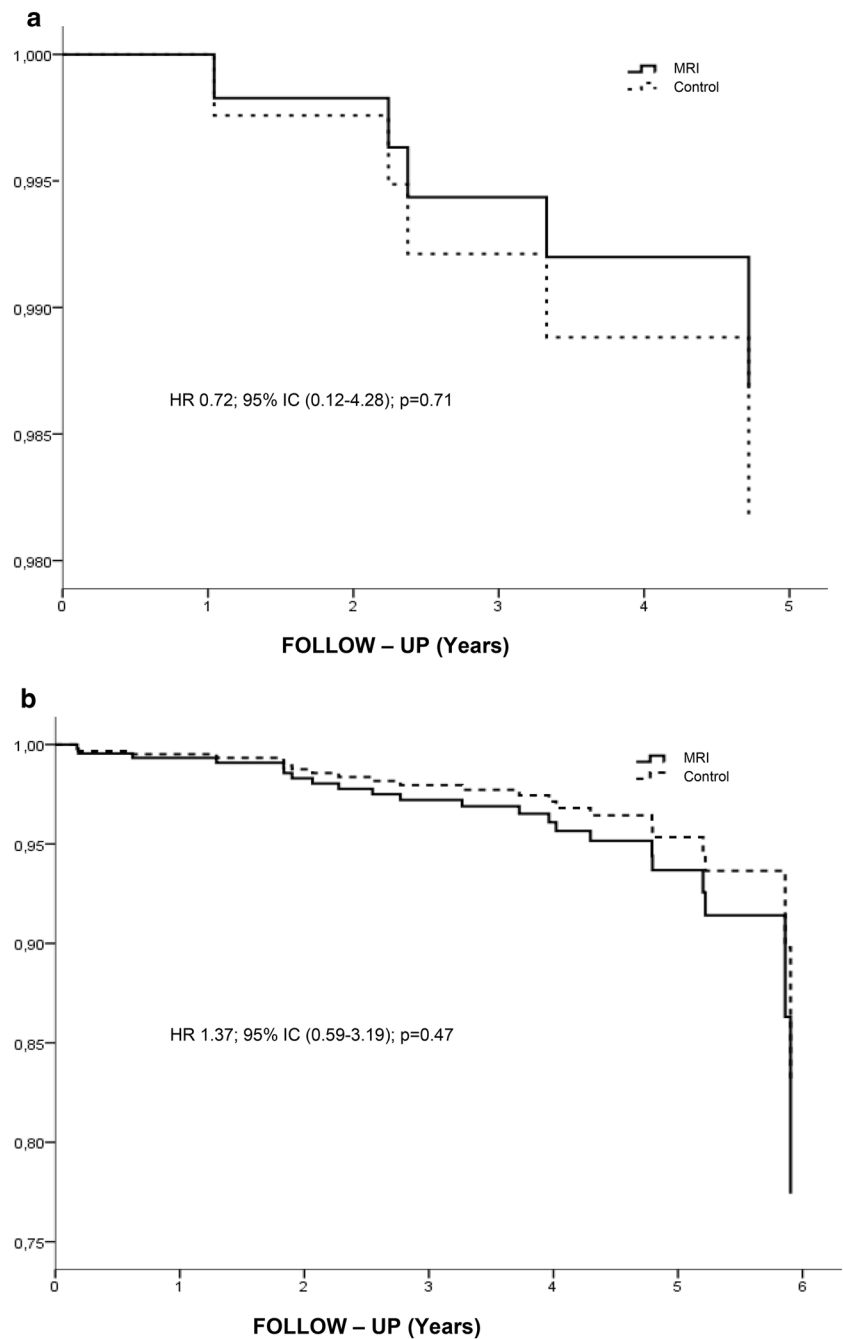 a
1,000
0,995
0,990
0,985
0,980
MRI
Control
HR 0.72; 95% IC (0.12-4.28); p=0.71
0 1 2 3 4 5
FOLLOW – UP (Years)
b
1,00
0,95
0,90
0,85
0,80
0,75
MRI
Control
HR 1.37; 95% IC (0.59-3.19); p=0.47
0 1 2 3 4 5 6
FOLLOW – UP (Years)